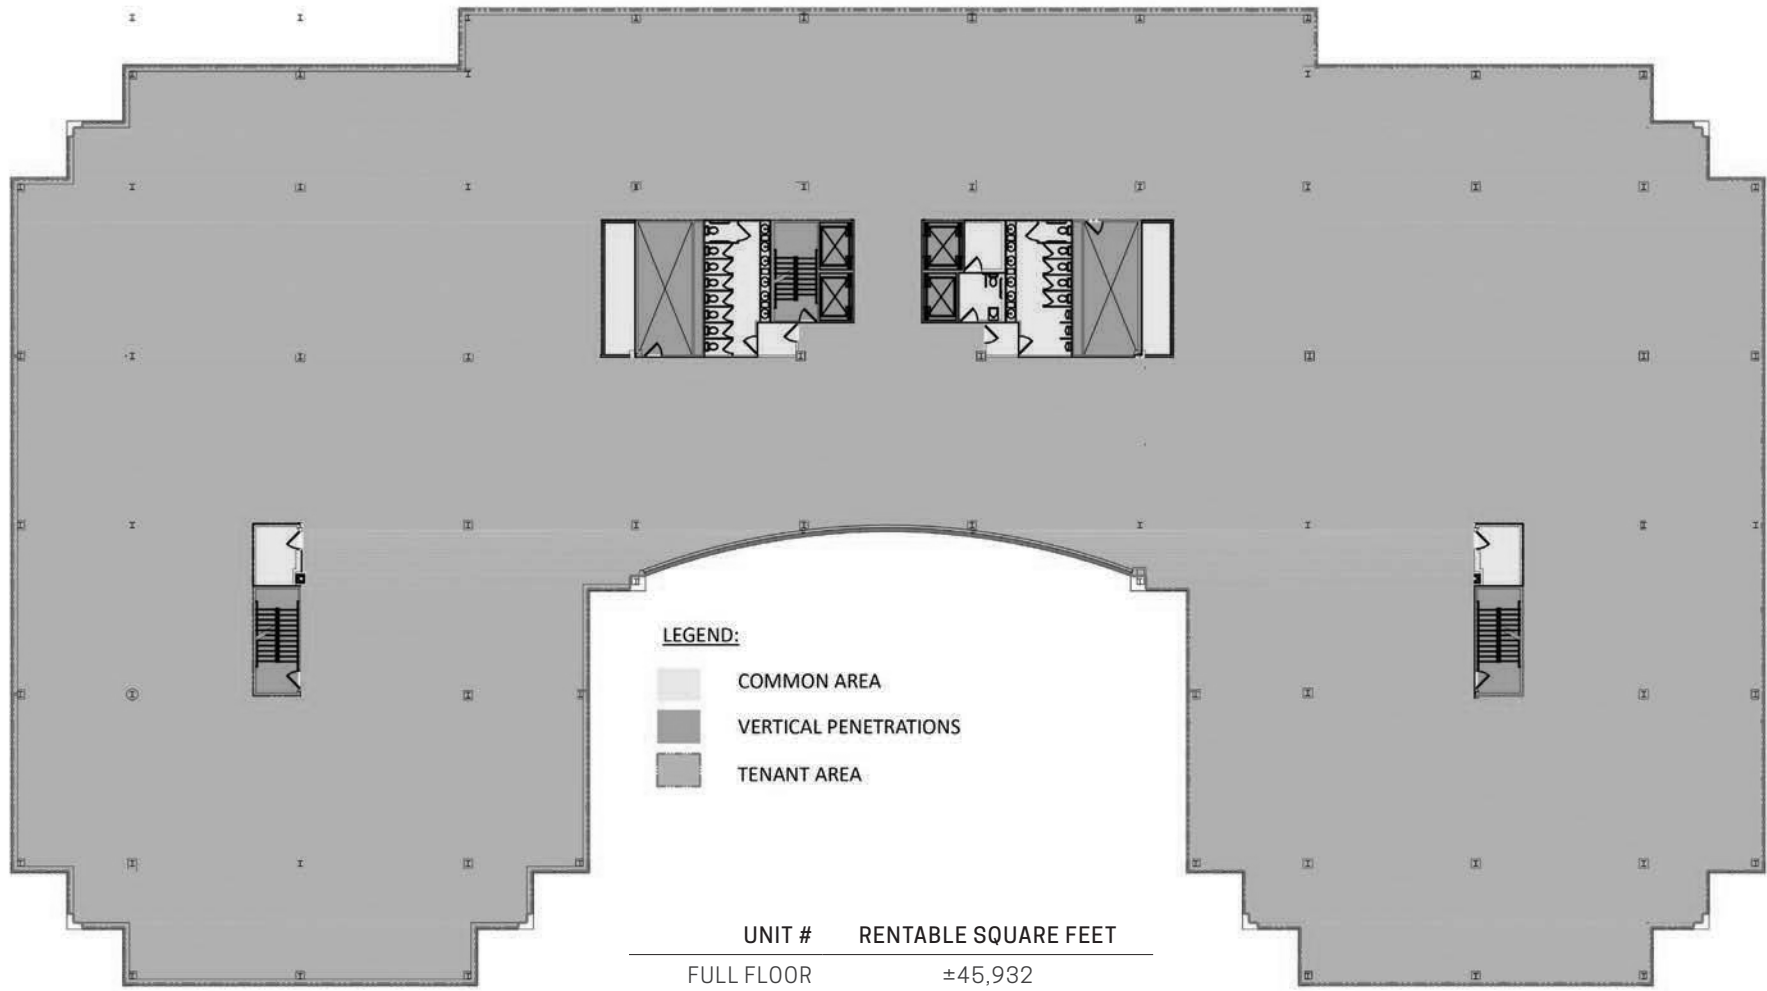 LEGEND:
COMMON AREA
VERTICAL PENETRATIONS
TENANT AREA
UNIT # RENTABLE SQUARE FEET
FULL FLOOR ±45,932